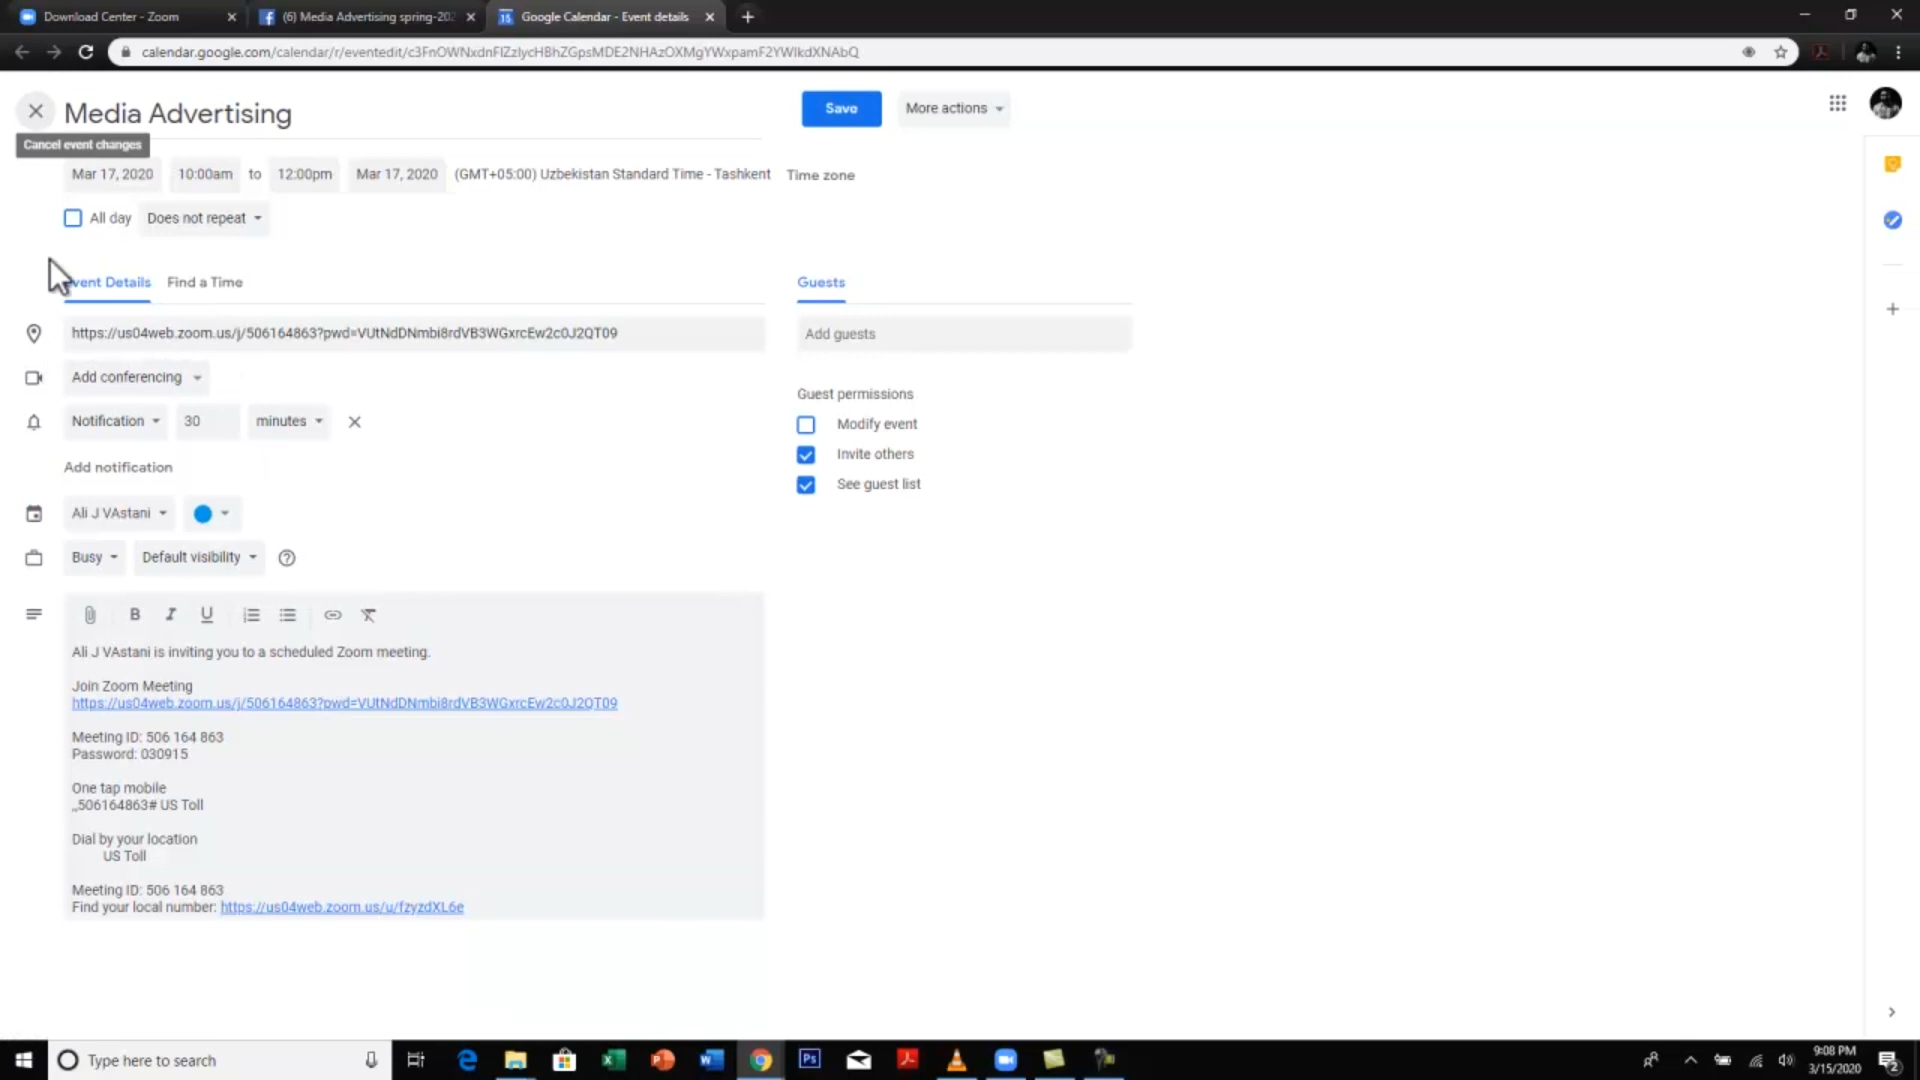 Download Center - Zoom
(6) Media Advertising spring-202
Google Calendar - Event details
calendar.google.com/calendar/r/eventedit/c3FnOWNxdnFIZzIycHBhZGpsMDE2NHAzOXMgYWxpamF2YWlkdXNAbQ
Media Advertising
Save
More actions
Cancel event changes
Mar 17, 2020 10:00am to 12:00pm Mar 17, 2020 (GMT+05:00) Uzbekistan Standard Time - Tashkent Time zone
All day Does not repeat
Event Details Find a Time
Guests
https://us04web.zoom.us/j/506164863?pwd=VUtNdDNmbi8rdVB3WGxrcEw2c0J2QT09
Add guests
Add conferencing
Guest permissions
Notification 30 minutes
Modify event
Invite others
Add notification
See guest list
Ali J VAstani
Busy Default visibility
B I U
Ali J VAstani is inviting you to a scheduled Zoom meeting.
Join Zoom Meeting
https://us04web.zoom.us/j/506164863?pwd=VUtNdDNmbi8rdVB3WGxrcEw2c0J2QT09
Meeting ID: 506 164 863
Password: 030915
One tap mobile
,,506164863# US Toll
Dial by your location
US Toll
Meeting ID: 506 164 863
Find your local number: https://us04web.zoom.us/u/fzyzdXL6e
Type here to search
9:08 PM
3/15/2020
2